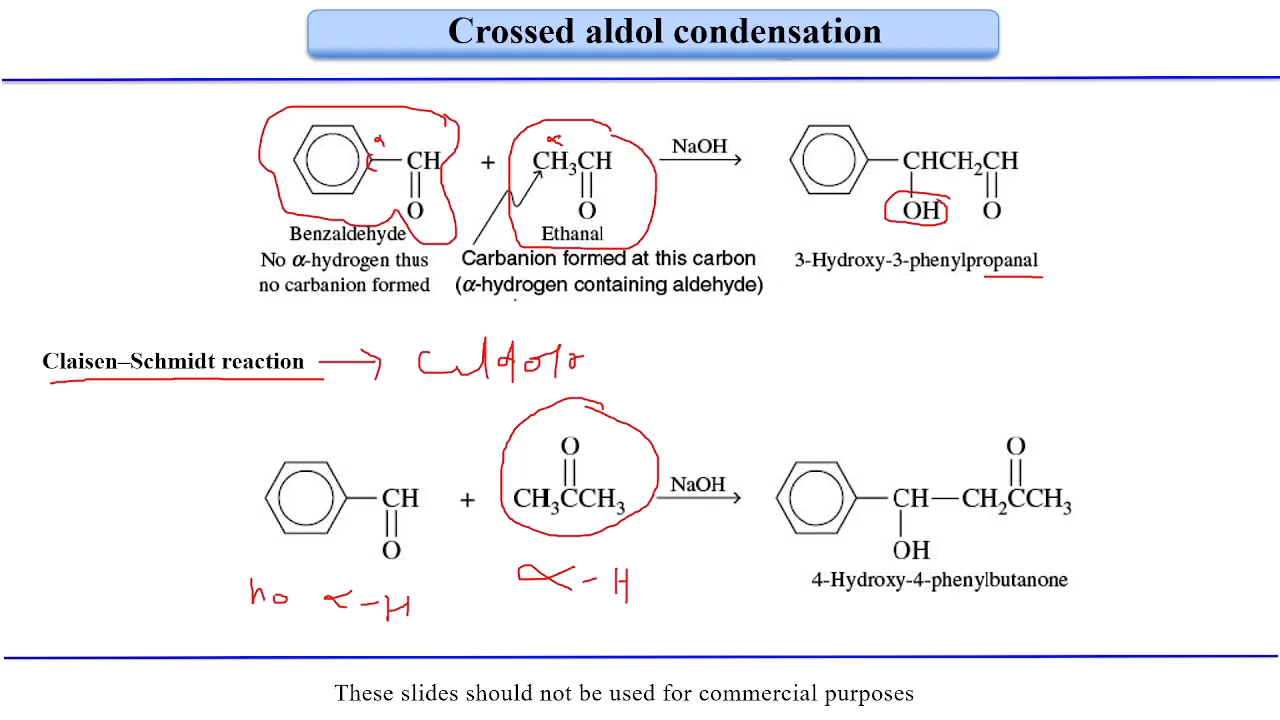 Crossed aldol condensation
α α
CH + CH₃CH NaOH CHCH₂CH
O O OH O
Benzaldehyde Ethanal
No α-hydrogen thus Carbanion formed at this carbon 3-Hydroxy-3-phenylpropanal
no carbanion formed (α-hydrogen containing aldehyde)
Claisen–Schmidt reaction
O O
CH + CH₃CCH₃ NaOH CH—CH₂CCH₃
O OH
no α-H α-H 4-Hydroxy-4-phenylbutanone
These slides should not be used for commercial purposes